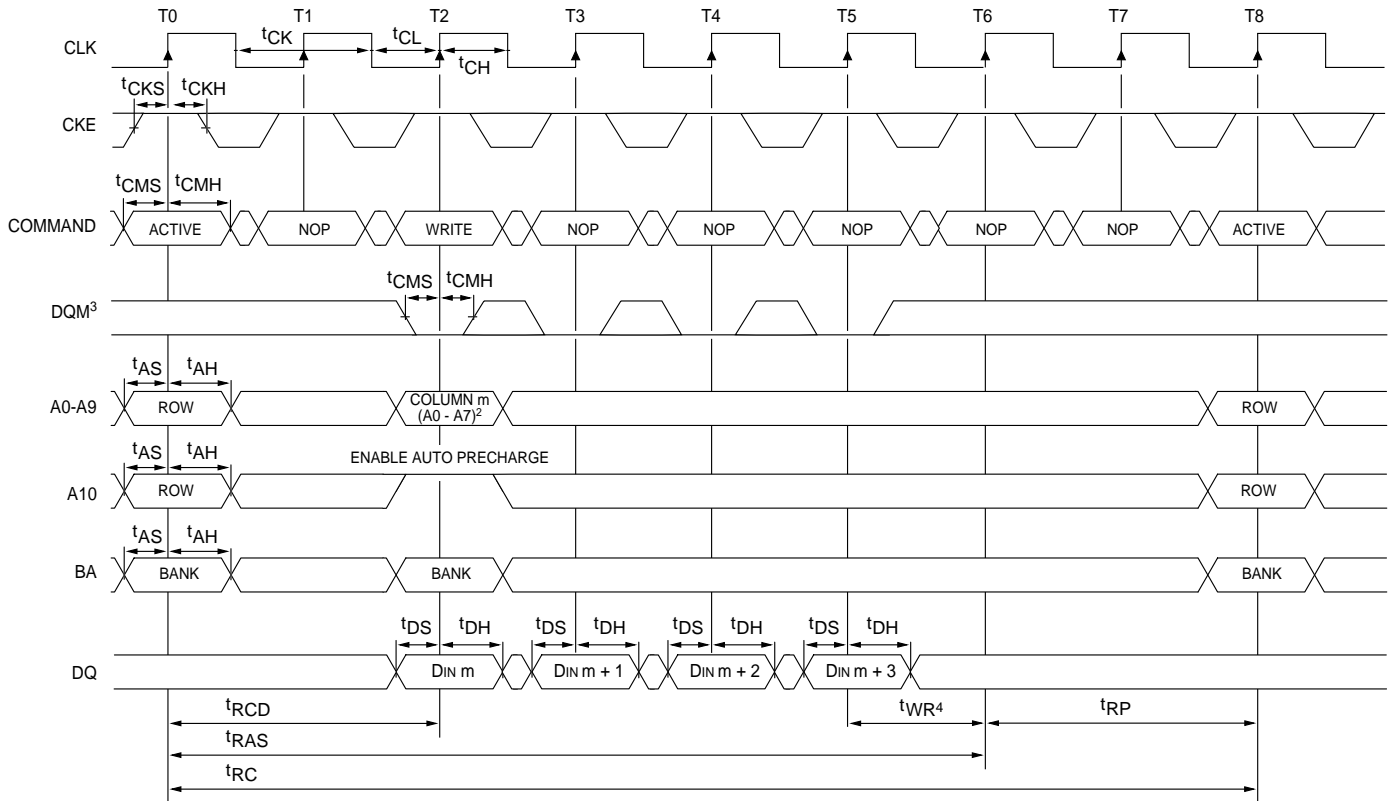 T0 T1 T2 T3 T4 T5 T6 T7 T8
CLK
tCK tCL
tCH
tCKS tCKH
CKE
tCMS tCMH
COMMAND ACTIVE NOP WRITE NOP NOP NOP NOP NOP ACTIVE
tCMS tCMH
DQM3
tAS tAH
A0-A9 ROW COLUMN m ROW
(A0 - A7)2
ENABLE AUTO PRECHARGE
tAS tAH
A10 ROW ROW
tAS tAH
BA BANK BANK BANK
tDS tDH tDS tDH tDS tDH tDS tDH
DQ DIN m DIN m + 1 DIN m + 2 DIN m + 3
tRCD tWR4 tRP
tRAS
tRC